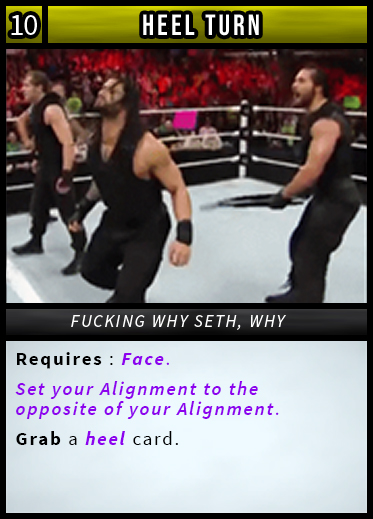 10
HEEL TURN
FUCKING WHY SETH, WHY
Requires : Face.
Set your Alignment to the
opposite of your Alignment.
Grab a heel card.